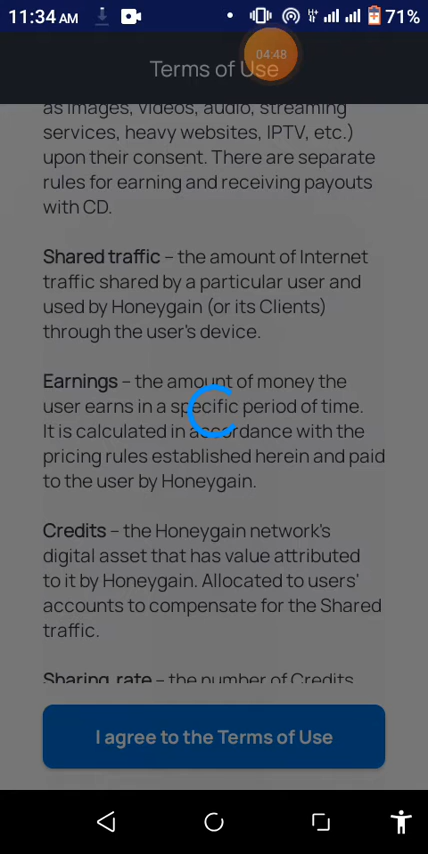 11:34 AM
71%
04:48
Terms of Use
as images, videos, audio, streaming
services, heavy websites, IPTV, etc.)
upon their consent. There are separate
rules for earning and receiving payouts
with CD.
Shared traffic – the amount of Internet
traffic shared by a particular user and
used by Honeygain (or its Clients)
through the user's device.
Earnings – the amount of money the
user earns in a specific period of time.
It is calculated in accordance with the
pricing rules established herein and paid
to the user by Honeygain.
Credits – the Honeygain network's
digital asset that has value attributed
to it by Honeygain. Allocated to users'
accounts to compensate for the Shared
traffic.
Sharing rate – the number of Credits
I agree to the Terms of Use